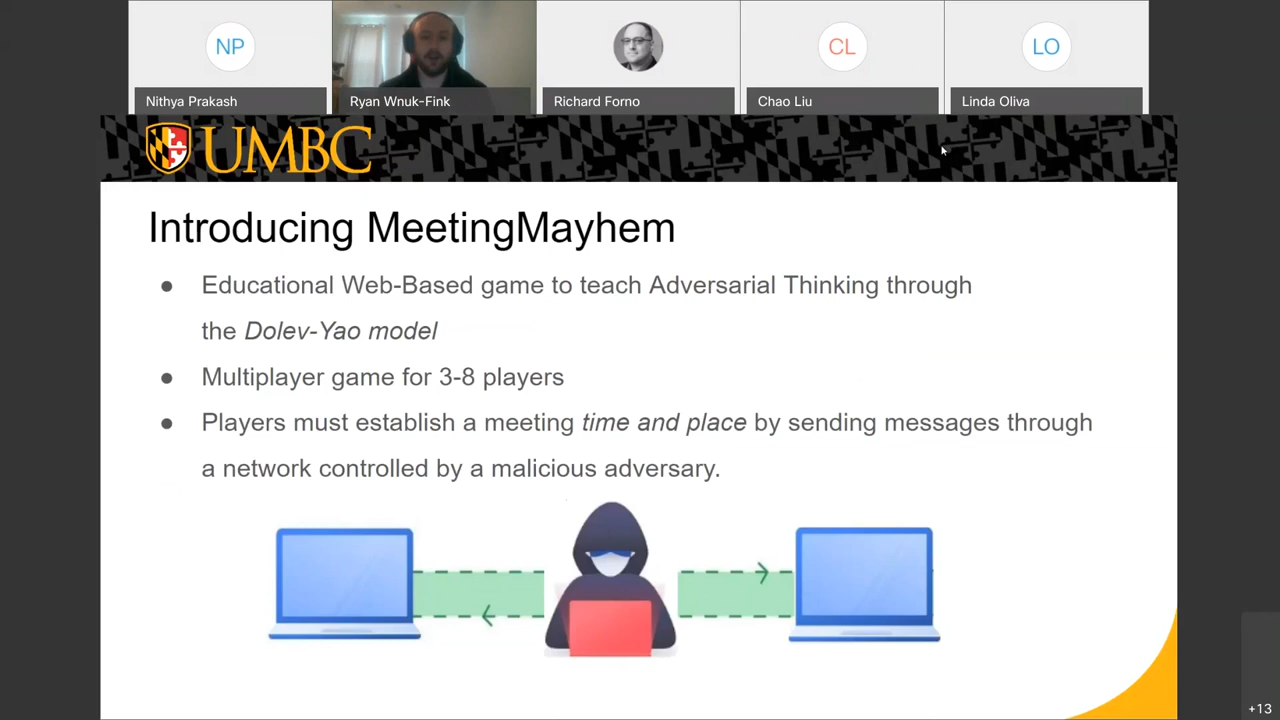 NP
CL
LO
Nithya Prakash
Ryan Wnuk-Fink
Richard Forno
Chao Liu
Linda Oliva
UMBC
Introducing MeetingMayhem
● Educational Web-Based game to teach Adversarial Thinking through
the Dolev-Yao model
● Multiplayer game for 3-8 players
● Players must establish a meeting time and place by sending messages through
a network controlled by a malicious adversary.
+13